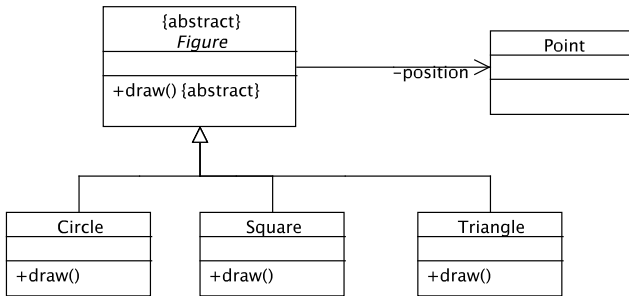 {abstract}
Figure
+draw() {abstract}
Point
-position
Circle
+draw()
Square
+draw()
Triangle
+draw()